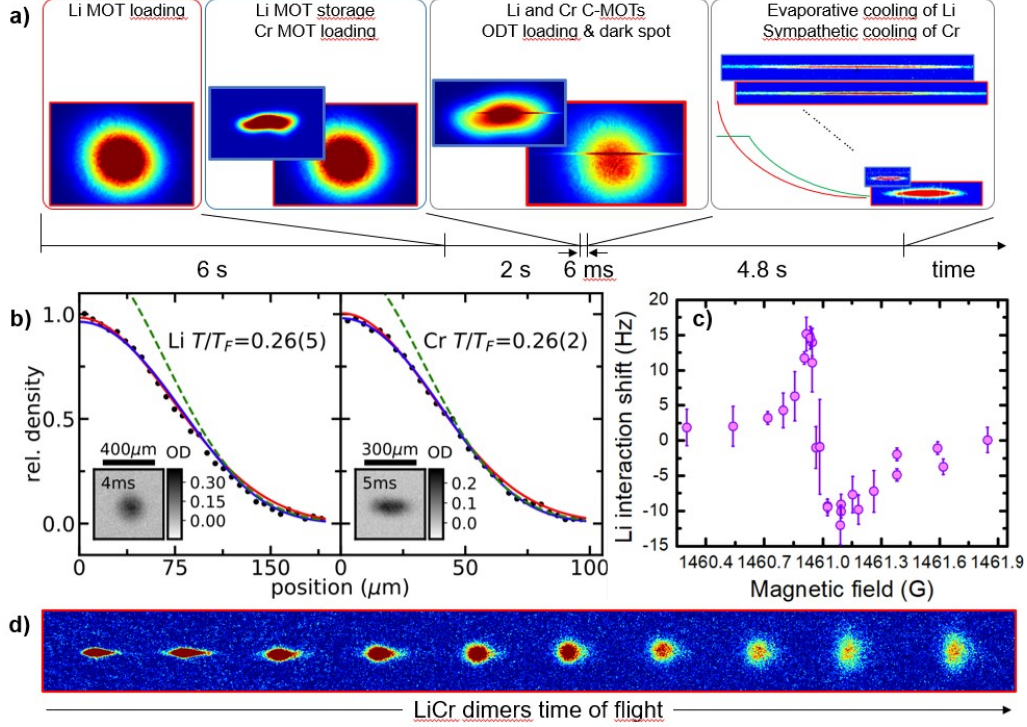 a)
Li MOT loading
Li MOT storage
Cr MOT loading
Li and Cr C-MOTs
ODT loading & dark spot
Evaporative cooling of Li
Sympathetic cooling of Cr
6 s
2 s
6 ms
4.8 s
time
b)
rel. density
1.0
0.5
0.0
Li T/T_F=0.26(5)
400μm OD
4ms
0.30
0.15
0.00
0 75 150
Cr T/T_F=0.26(2)
300μm OD
5ms
0.2
0.1
0.0
0 50 100
position (μm)
c)
Li interaction shift (Hz)
20
15
10
5
0
-5
-10
-15
1460.4 1460.7 1461.0 1461.3 1461.6 1461.9
Magnetic field (G)
d)
LiCr dimers time of flight